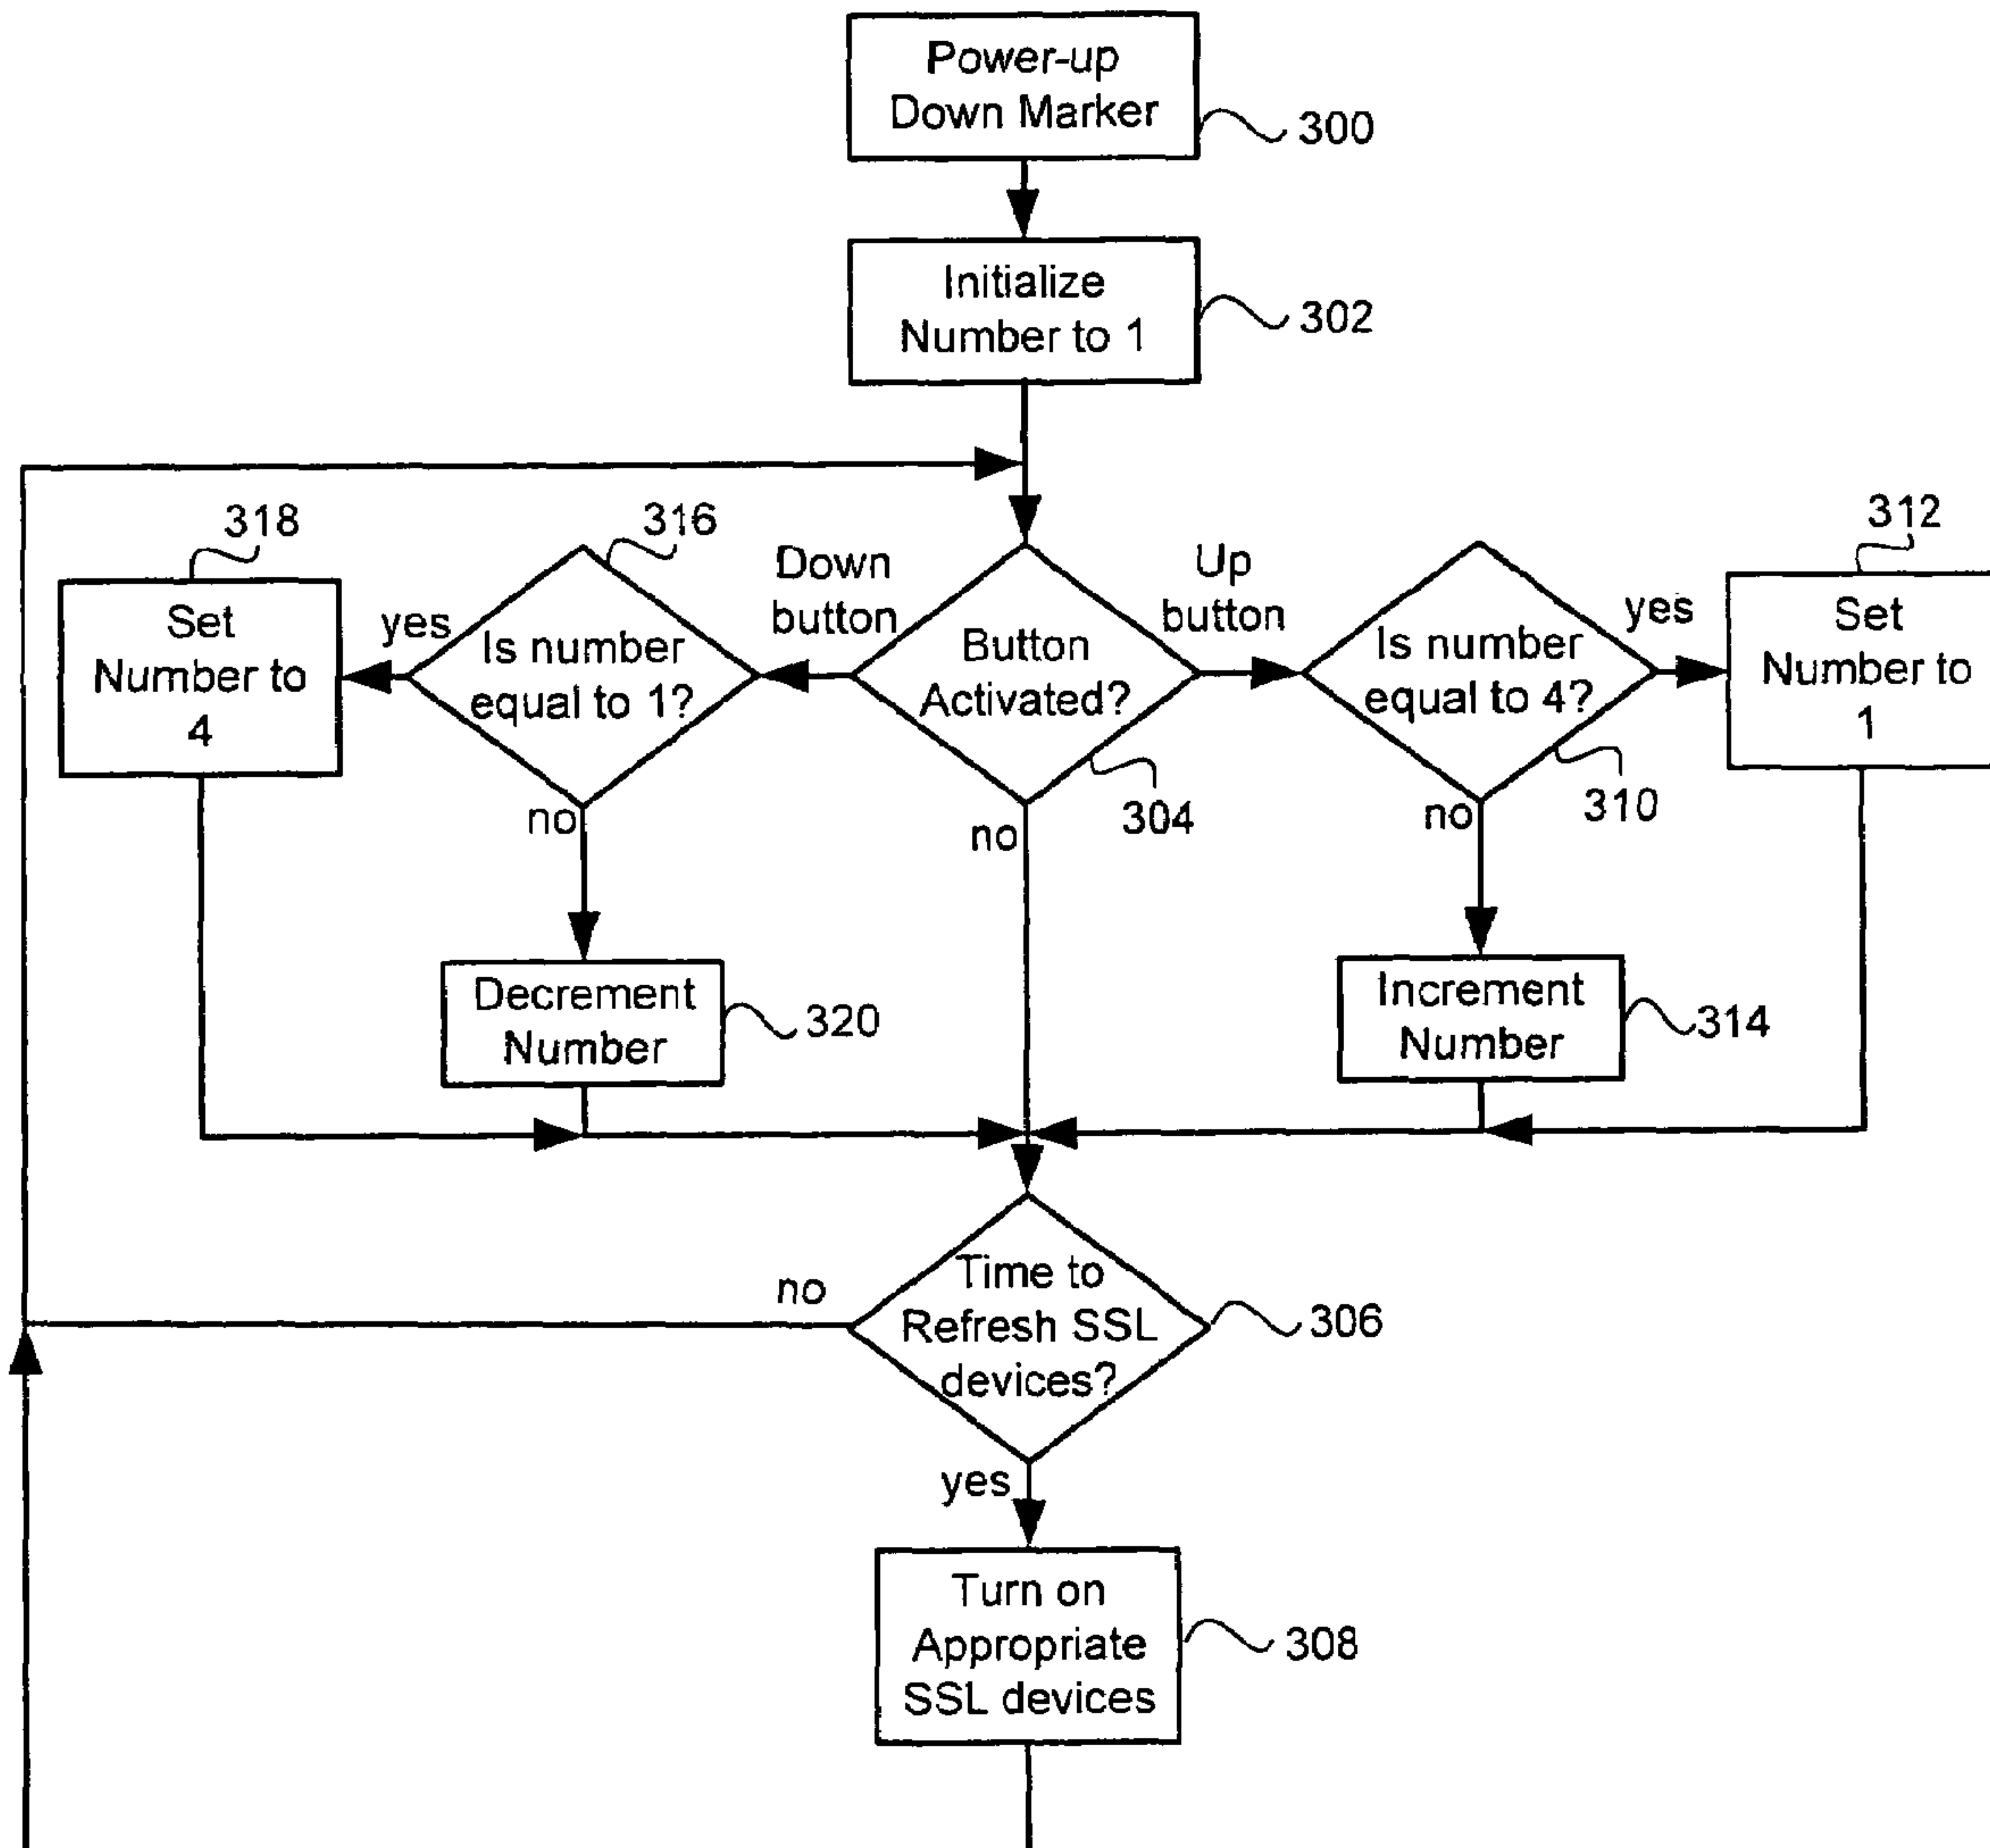 Power-up
Down Marker
300
Initialize
Number to 1
302
318
316
312
Down
button
Up
button
Set
Number to
4
yes
Is number
equal to 1?
Button
Activated?
Is number
equal to 4?
yes
Set
Number to
1
no
304
no
310
no
Decrement
Number
320
Increment
Number
314
Time to
Refresh SSL
devices?
no
306
yes
Turn on
Appropriate
SSL devices
308